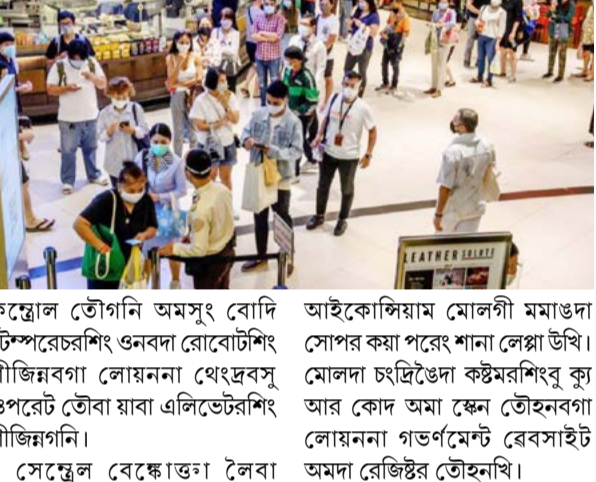 LEATHER SOLUTE
কন্ত্রোল তৌগনি অমসুং বোদি
টেম্পরেচরশিং ওনবদা রোবোটশিং
শীজিন্নবগা লোয়ননা থেংদ্রবসু
ওপরেট তৌবা য়াবা এলিভেটরশিং
শীজিন্নগনি।
সেন্ত্রেল বেঙ্কোক্তা লৈবা
আইকোন্সিয়াম মোলগী মমাঙদা
সোপর কয়া পরেং শানা লেপ্পা উখি।
মোলদা চংদ্রিঙৈদা কষ্টমরশিংবু ক্যু
আর কোদ অমা স্কেন তৌহনবগা
লোয়ননা গভর্ণমেন্ট ৱেবসাইট
অমদা রেজিষ্টর তৌহনখি।